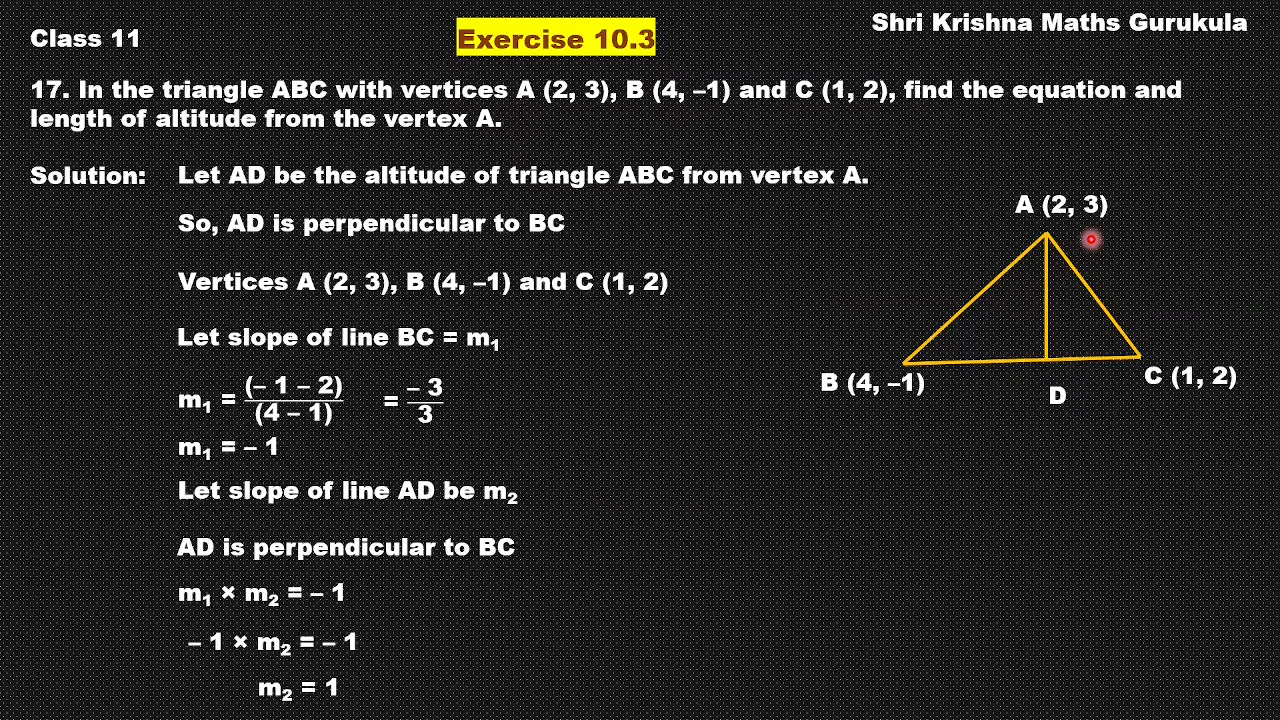 Shri Krishna Maths Gurukula
Class 11
Exercise 10.3
17. In the triangle ABC with vertices A (2, 3), B (4, –1) and C (1, 2), find the equation and
length of altitude from the vertex A.
Solution: Let AD be the altitude of triangle ABC from vertex A.
So, AD is perpendicular to BC
Vertices A (2, 3), B (4, –1) and C (1, 2)
Let slope of line BC = m₁
m₁ = (– 1 – 2)/(4 – 1) = – 3/3
m₁ = – 1
Let slope of line AD be m₂
AD is perpendicular to BC
m₁ × m₂ = – 1
– 1 × m₂ = – 1
m₂ = 1
A (2, 3)
B (4, –1)
D
C (1, 2)